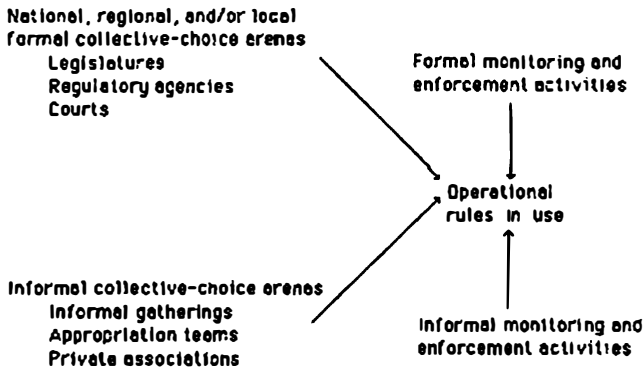 National, regional, and/or local
formal collective-choice arenas
Legislatures
Regulatory agencies
Courts
Formal monitoring and
enforcement activities
Operational
rules in use
Informal collective-choice arenas
Informal gatherings
Appropriation teams
Private associations
Informal monitoring and
enforcement activities